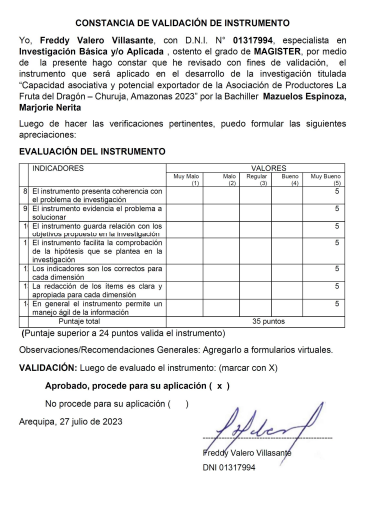 CONSTANCIA DE VALIDACIÓN DE INSTRUMENTO
Yo, Freddy Valero Villasante, con D.N.I. N° 01317994, especialista en
Investigación Básica y/o Aplicada , ostento el grado de MAGISTER, por medio
de la presente hago constar que he revisado con fines de validación, el
instrumento que será aplicado en el desarrollo de la investigación titulada
“Capacidad asociativa y potencial exportador de la Asociación de Productores La
Fruta del Dragón – Churuja, Amazonas 2023” por la Bachiller Mazuelos Espinoza,
Marjorie Nerita
Luego de hacer las verificaciones pertinentes, puedo formular las siguientes
apreciaciones:
EVALUACIÓN DEL INSTRUMENTO
INDICADORES VALORES
Muy Malo (1) Malo (2) Regular (3) Bueno (4) Muy Bueno (5)
8 El instrumento presenta coherencia con 5
el problema de investigación
9 El instrumento evidencia el problema a 5
solucionar
1 El instrumento guarda relación con los 5
objetivos propuesto en la investigación
1 El instrumento facilita la comprobación 5
de la hipótesis que se plantea en la
investigación
1 Los indicadores son los correctos para 5
cada dimensión
1 La redacción de los ítems es clara y 5
apropiada para cada dimensión
1 En general el instrumento permite un 5
manejo ágil de la información
Puntaje total 35 puntos
(Puntaje superior a 24 puntos valida el instrumento)
Observaciones/Recomendaciones Generales: Agregarlo a formularios virtuales.
VALIDACIÓN: Luego de evaluado el instrumento: (marcar con X)
Aprobado, procede para su aplicación ( x )
No procede para su aplicación ( )
Arequipa, 27 julio de 2023
Freddy Valero Villasante
DNI 01317994